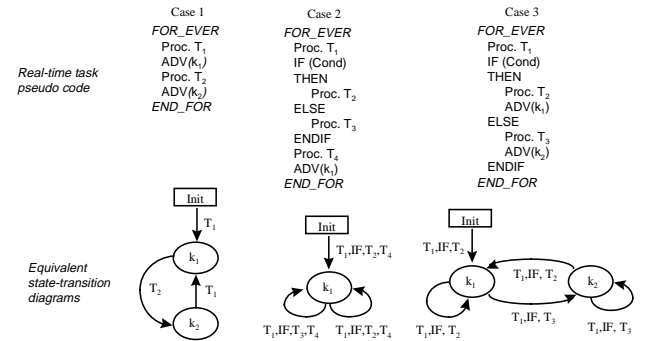 Case 1
FOR_EVER
Proc. T₁
ADV(k₁)
Proc. T₂
ADV(k₂)
END_FOR
Case 2
FOR_EVER
Proc. T₁
IF (Cond)
THEN
Proc. T₂
ELSE
Proc. T₃
ENDIF
Proc. T₄
ADV(k₁)
END_FOR
Case 3
FOR_EVER
Proc. T₁
IF (Cond)
THEN
Proc. T₂
ADV(k₁)
ELSE
Proc. T₃
ADV(k₂)
ENDIF
END_FOR
Real-time task
pseudo code
Equivalent
state-transition
diagrams
Init
T₁
k₁
T₂
T₁
k₂
Init
T₁,IF,T₂,T₄
k₁
T₁,IF,T₃,T₄
T₁,IF,T₂,T₄
Init
T₁,IF,T₂
k₁
T₁,IF, T₂
k₂
T₁,IF, T₃
T₁,IF, T₂
T₁,IF, T₃